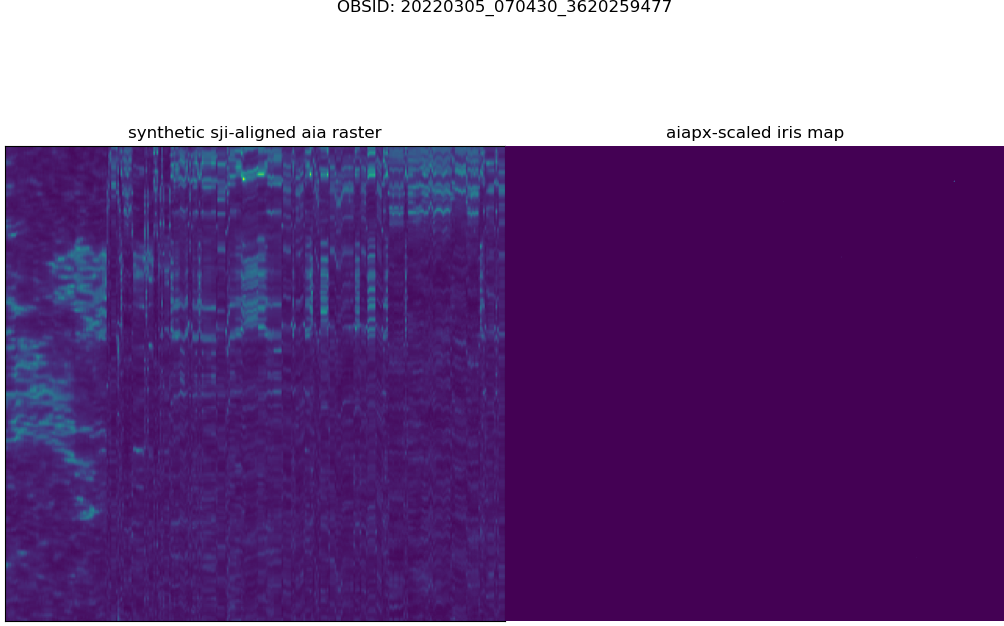 OBSID: 20220305_070430_3620259477
synthetic sji-aligned aia raster
aiapx-scaled iris map